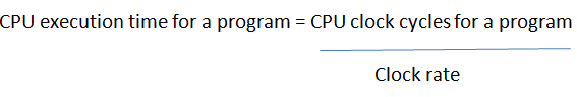 CPU execution time for a program = CPU clock cycles for a program
Clock rate